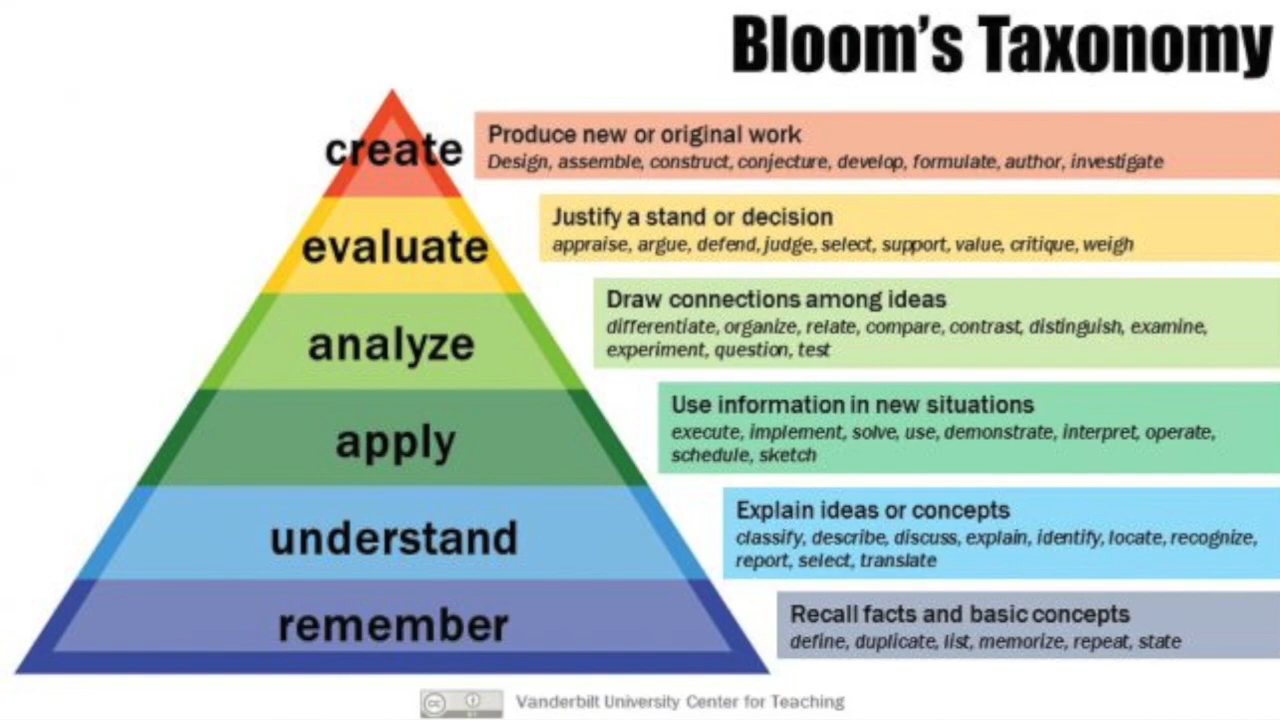 Bloom's Taxonomy
create
Produce new or original work
Design, assemble, construct, conjecture, develop, formulate, author, investigate
evaluate
Justify a stand or decision
appraise, argue, defend, judge, select, support, value, critique, weigh
analyze
Draw connections among ideas
differentiate, organize, relate, compare, contrast, distinguish, examine,
experiment, question, test
apply
Use information in new situations
execute, implement, solve, use, demonstrate, interpret, operate,
schedule, sketch
understand
Explain ideas or concepts
classify, describe, discuss, explain, identify, locate, recognize,
report, select, translate
remember
Recall facts and basic concepts
define, duplicate, list, memorize, repeat, state
cc
Vanderbilt University Center for Teaching